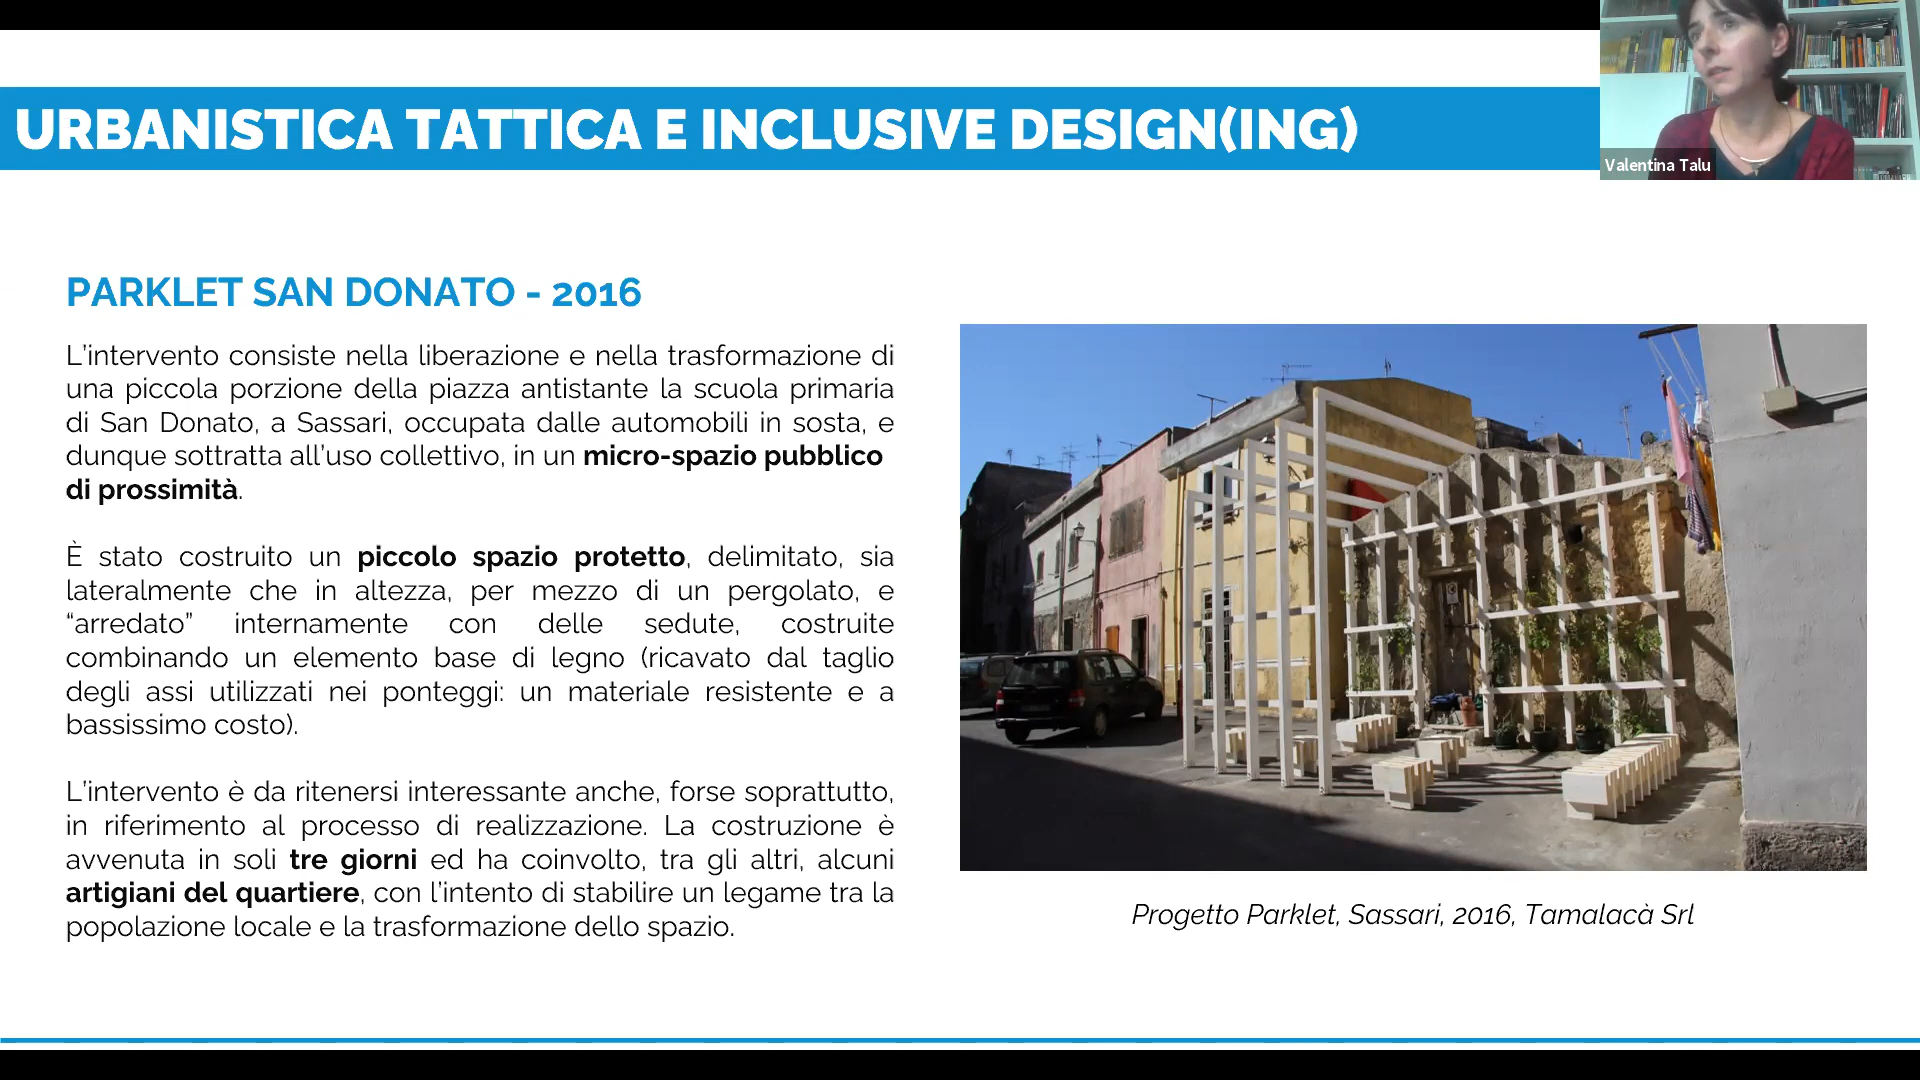 URBANISTICA TATTICA E INCLUSIVE DESIGN(ING)
Valentina Talu
PARKLET SAN DONATO - 2016
L’intervento consiste nella liberazione e nella trasformazione di
una piccola porzione della piazza antistante la scuola primaria
di San Donato, a Sassari, occupata dalle automobili in sosta, e
dunque sottratta all’uso collettivo, in un micro-spazio pubblico
di prossimità.
È stato costruito un piccolo spazio protetto, delimitato, sia
lateralmente che in altezza, per mezzo di un pergolato, e
“arredato” internamente con delle sedute, costruite
combinando un elemento base di legno (ricavato dal taglio
degli assi utilizzati nei ponteggi: un materiale resistente e a
bassissimo costo).
L’intervento è da ritenersi interessante anche, forse soprattutto,
in riferimento al processo di realizzazione. La costruzione è
avvenuta in soli tre giorni ed ha coinvolto, tra gli altri, alcuni
artigiani del quartiere, con l’intento di stabilire un legame tra la
popolazione locale e la trasformazione dello spazio.
Progetto Parklet, Sassari, 2016, Tamalacà Srl